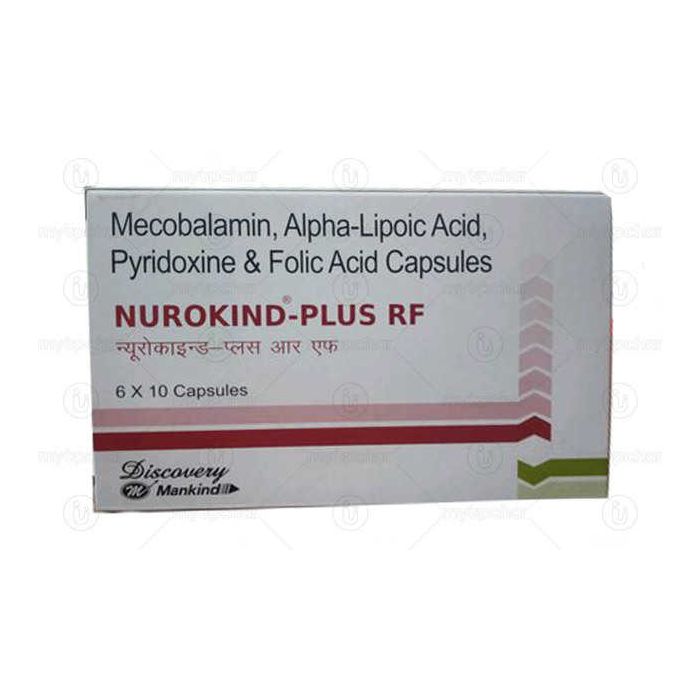 Mecobalamin, Alpha-Lipoic Acid,
Pyridoxine & Folic Acid Capsules
NUROKIND®-PLUS RF
न्यूरोकाइन्ड-प्लस आर एफ
6 X 10 Capsules
Discovery
M Mankind